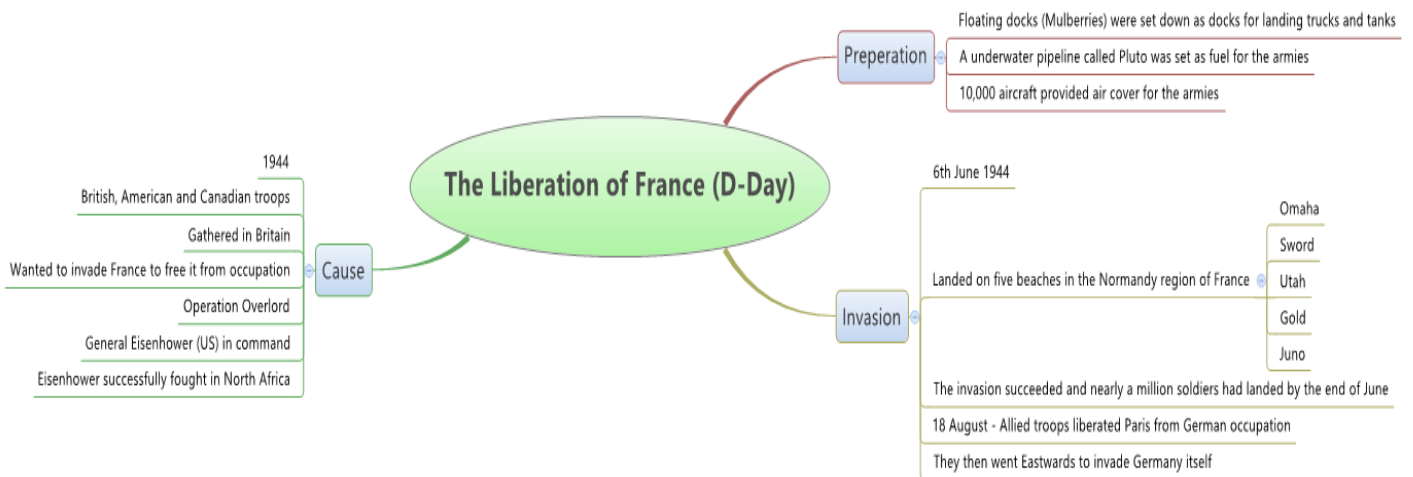 The Liberation of France (D-Day)
Preperation
Floating docks (Mulberries) were set down as docks for landing trucks and tanks
A underwater pipeline called Pluto was set as fuel for the armies
10,000 aircraft provided air cover for the armies
Invasion
6th June 1944
Landed on five beaches in the Normandy region of France
Omaha
Sword
Utah
Gold
Juno
The invasion succeeded and nearly a million soldiers had landed by the end of June
18 August - Allied troops liberated Paris from German occupation
They then went Eastwards to invade Germany itself
Cause
1944
British, American and Canadian troops
Gathered in Britain
Wanted to invade France to free it from occupation
Operation Overlord
General Eisenhower (US) in command
Eisenhower successfully fought in North Africa